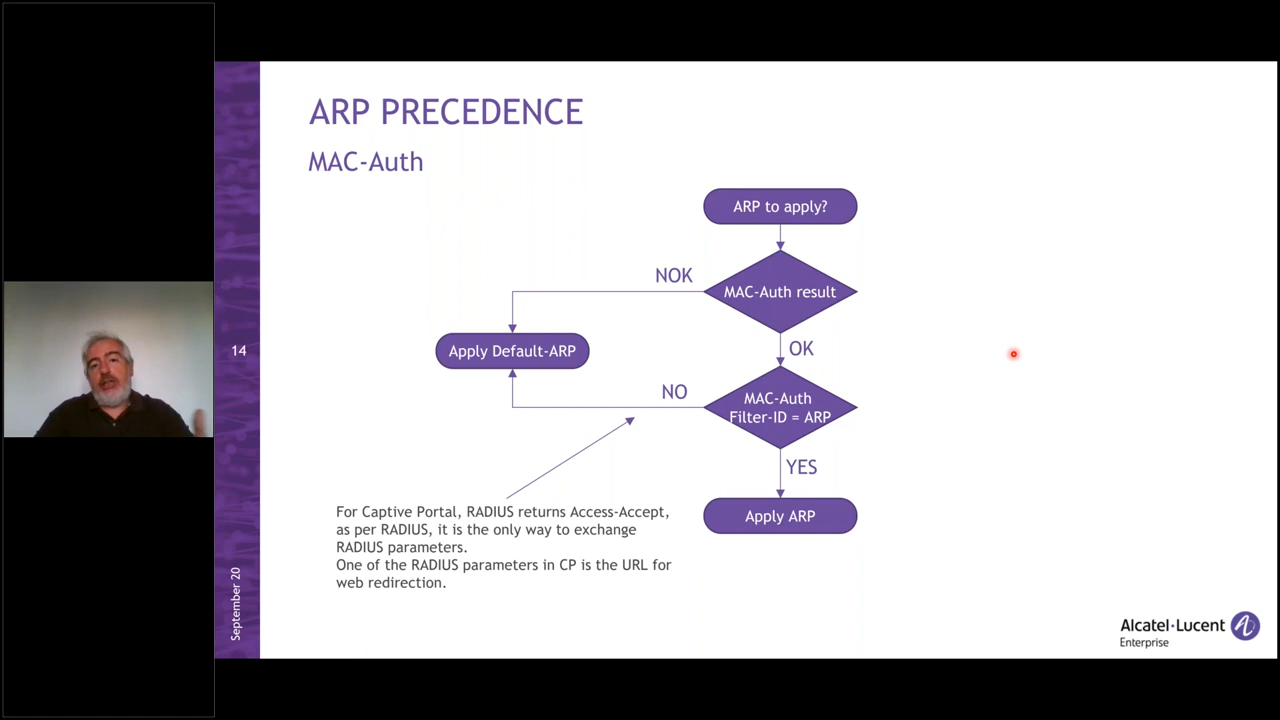 ARP PRECEDENCE
MAC-Auth
ARP to apply?
NOK
MAC-Auth result
Apply Default-ARP
OK
NO
MAC-Auth
Filter-ID = ARP
YES
Apply ARP
For Captive Portal, RADIUS returns Access-Accept,
as per RADIUS, it is the only way to exchange
RADIUS parameters.
One of the RADIUS parameters in CP is the URL for
web redirection.
14
September 20
Alcatel·Lucent
Enterprise